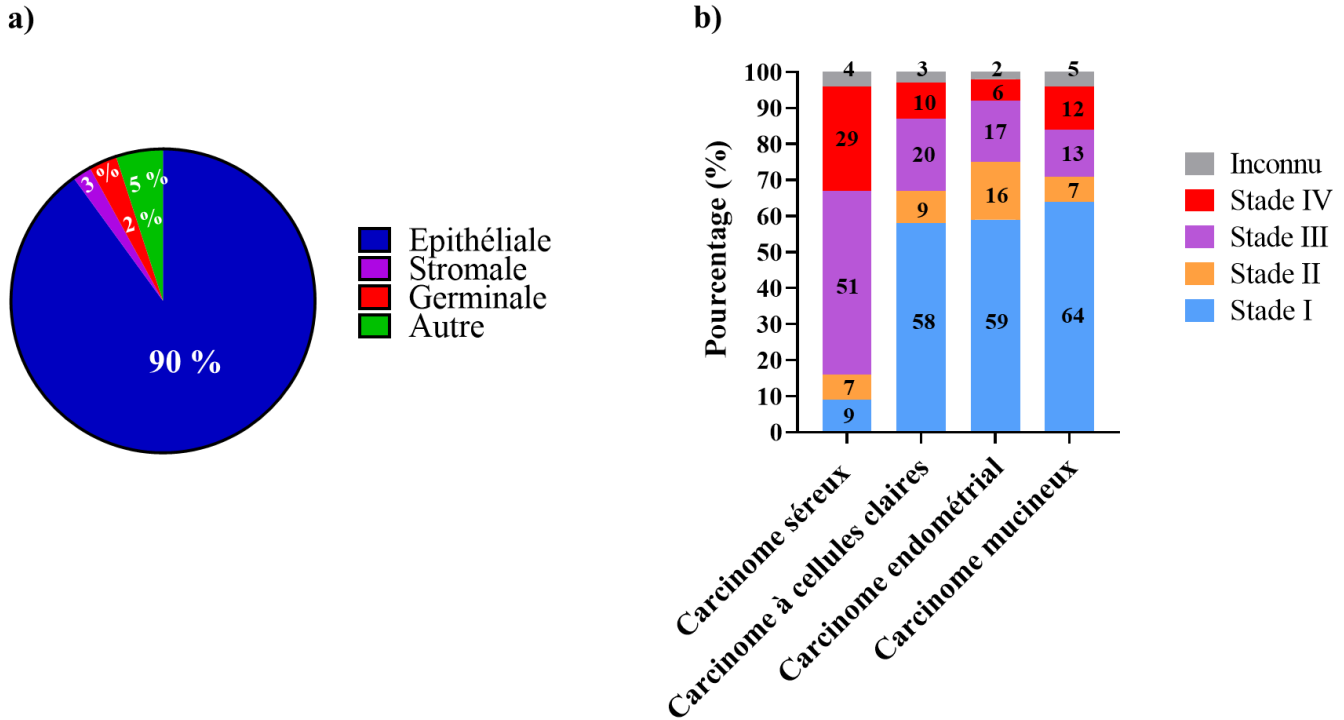 a)
3 %
5 %
2 %
90 %
Epithéliale
Stromale
Germinale
Autre
b)
Pourcentage (%)
100
90
80
70
60
50
40
30
20
10
0
4
29
51
7
9
3
10
20
9
58
2
6
17
16
59
5
12
13
7
64
Carcinome séreux
Carcinome à cellules claires
Carcinome endométrial
Carcinome mucineux
Inconnu
Stade IV
Stade III
Stade II
Stade I